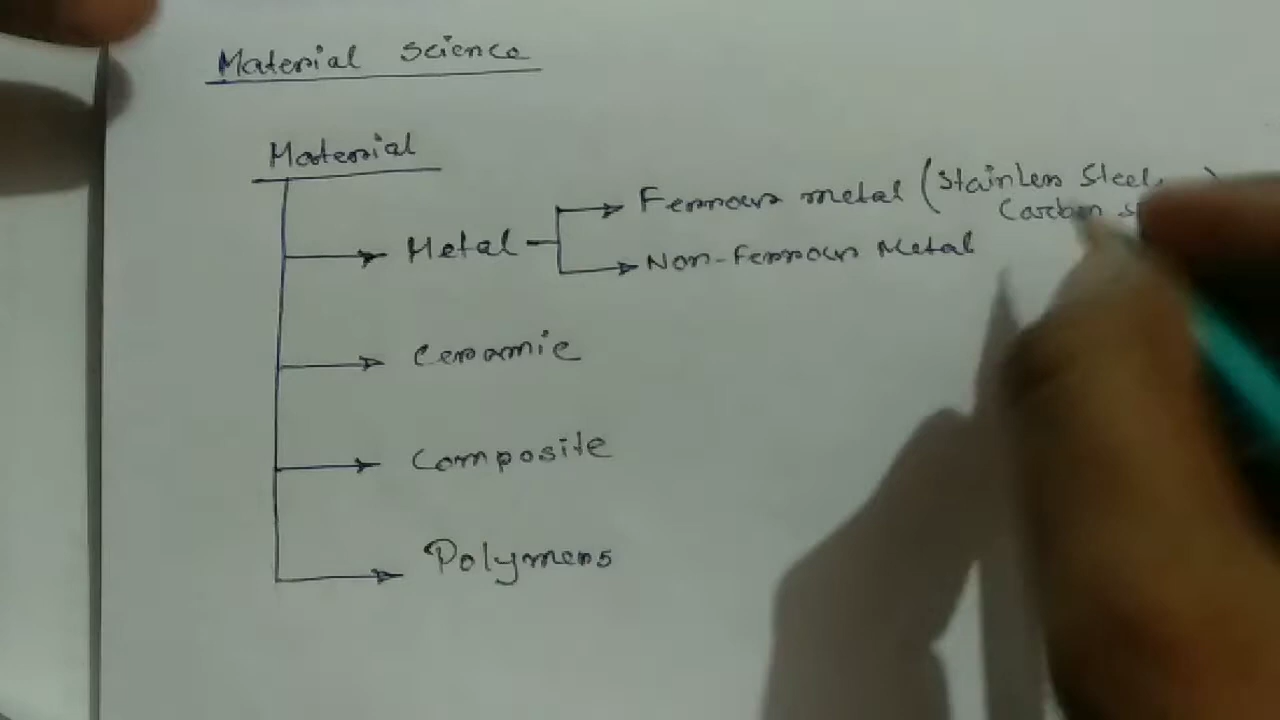 Material Science
Material
Ferrous metal (Stainless Steel,
Carbon
Metal
Non-Ferrous Metal
Ceramic
Composite
Polymers